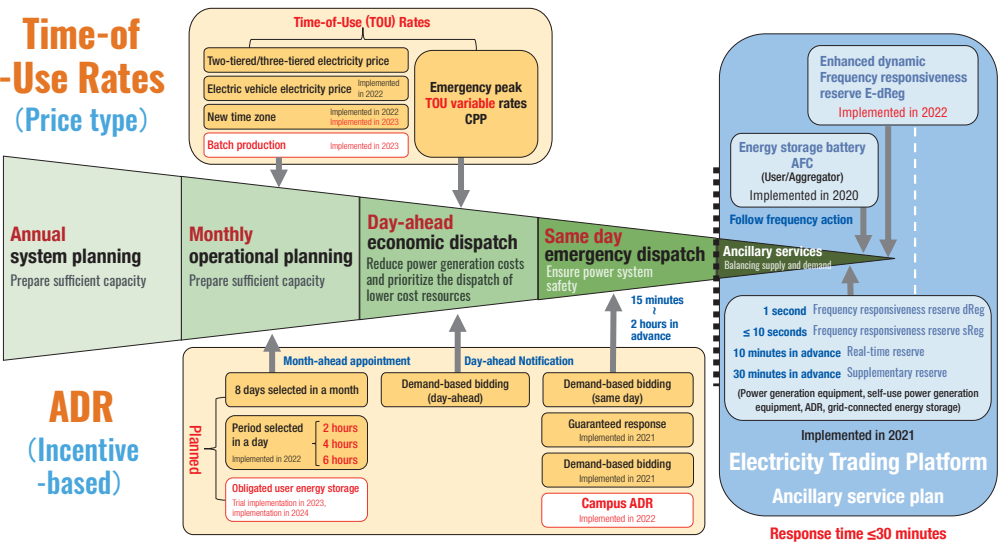 Time-of
-Use Rates
(Price type)
Time-of-Use (TOU) Rates
Two-tiered/three-tiered electricity price
Electric vehicle electricity price
Implemented
in 2022
New time zone
Implemented in 2022
Implemented in 2023
Batch production
Implemented in 2023
Emergency peak
TOU variable rates
CPP
Enhanced dynamic
Frequency responsiveness
reserve E-dReg
Implemented in 2022
Energy storage battery
AFC
(User/Aggregator)
Implemented in 2020
Follow frequency action
Annual
system planning
Prepare sufficient capacity
Monthly
operational planning
Prepare sufficient capacity
Day-ahead
economic dispatch
Reduce power generation costs
and prioritize the dispatch of
lower cost resources
Same day
emergency dispatch
Ensure power system
safety
Ancillary services
Balancing supply and demand
15 minutes
~
2 hours in
advance
Month-ahead appointment
Day-ahead Notification
ADR
(Incentive
-based)
Planned
8 days selected in a month
Period selected
in a day
Implemented in 2022
2 hours
4 hours
6 hours
Obligated user energy storage
Trial implementation in 2023,
implementation in 2024
Demand-based bidding
(day-ahead)
Demand-based bidding
(same day)
Guaranteed response
Implemented in 2021
Demand-based bidding
Implemented in 2021
Campus ADR
Implemented in 2022
1 second Frequency responsiveness reserve dReg
≤ 10 seconds Frequency responsiveness reserve sReg
10 minutes in advance Real-time reserve
30 minutes in advance Supplementary reserve
(Power generation equipment, self-use power generation
equipment, ADR, grid-connected energy storage)
Implemented in 2021
Electricity Trading Platform
Ancillary service plan
Response time ≤30 minutes